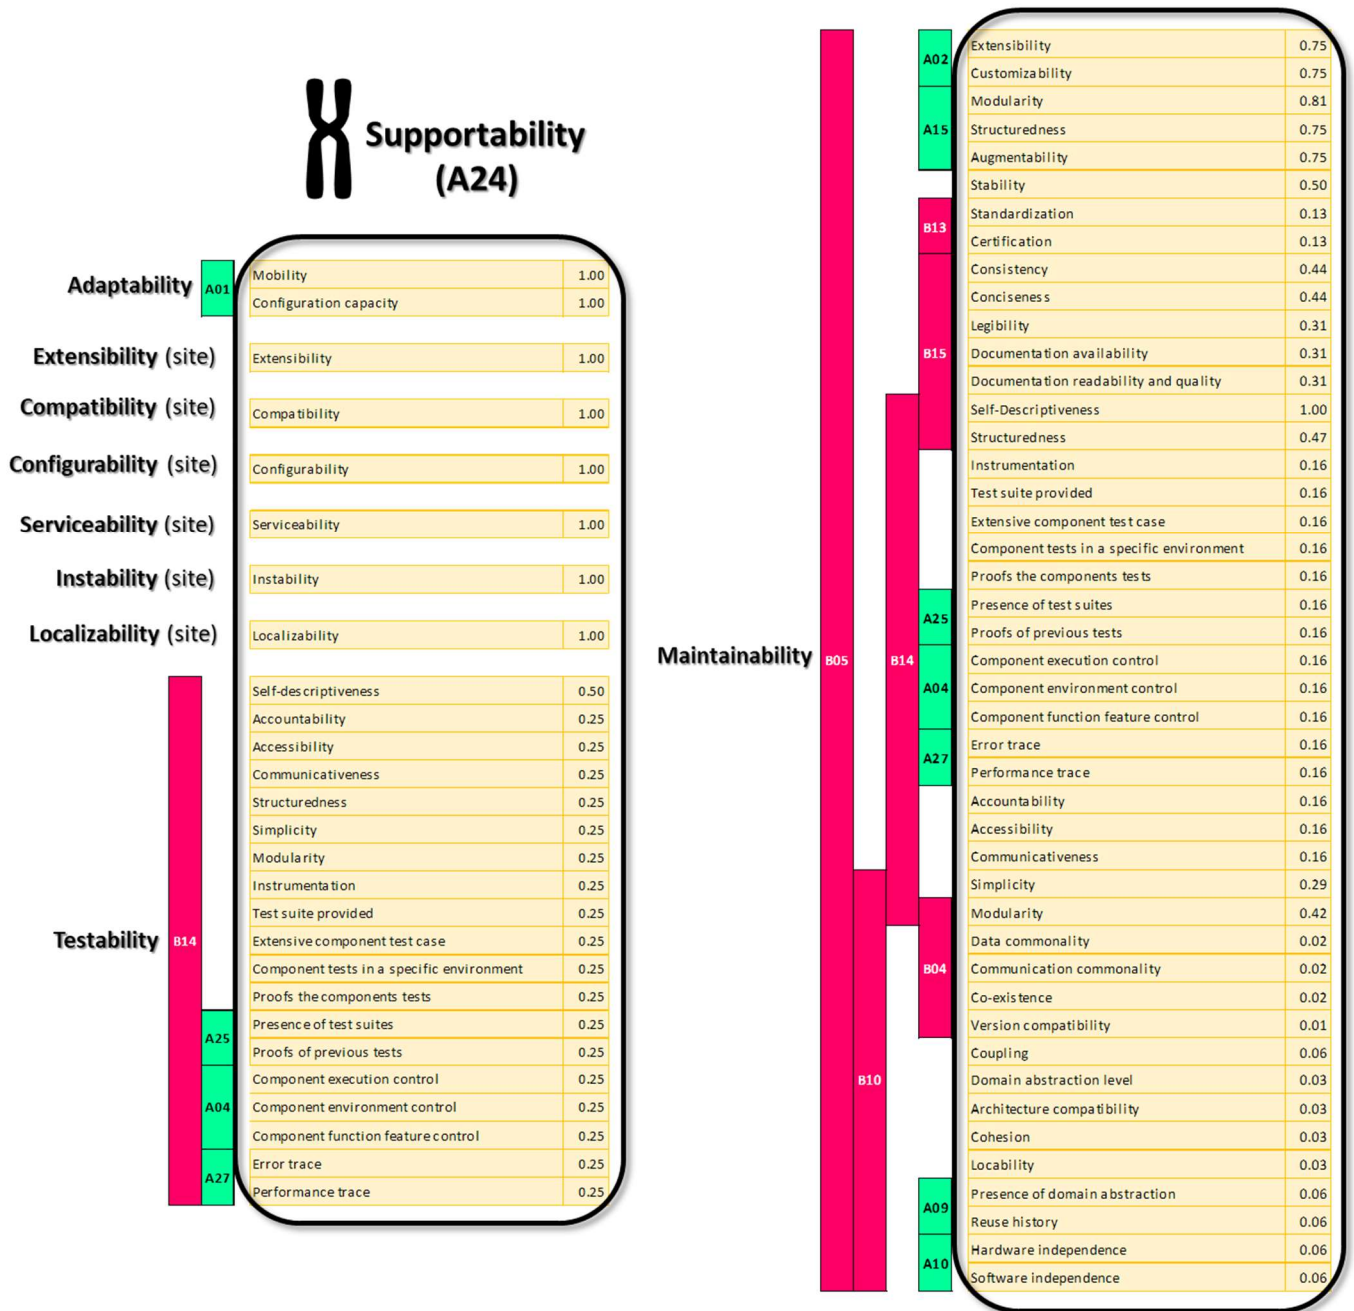 Supportability
(A24)
Adaptability
A01
Mobility 1.00
Configuration capacity 1.00
Extensibility (site)
Extensibility 1.00
Compatibility (site)
Compatibility 1.00
Configurability (site)
Configurability 1.00
Serviceability (site)
Serviceability 1.00
Instability (site)
Instability 1.00
Localizability (site)
Localizability 1.00
Testability
B14
Self-descriptiveness 0.50
Accountability 0.25
Accessibility 0.25
Communicativeness 0.25
Structuredness 0.25
Simplicity 0.25
Modularity 0.25
Instrumentation 0.25
Test suite provided 0.25
Extensive component test case 0.25
Component tests in a specific environment 0.25
Proofs the components tests 0.25
A25
Presence of test suites 0.25
Proofs of previous tests 0.25
A04
Component execution control 0.25
Component environment control 0.25
Component function feature control 0.25
A27
Error trace 0.25
Performance trace 0.25
Maintainability
B05
B14
B10
A02
Extensibility 0.75
Customizability 0.75
A15
Modularity 0.81
Structuredness 0.75
Augmentability 0.75
Stability 0.50
B13
Standardization 0.13
Certification 0.13
B15
Consistency 0.44
Conciseness 0.44
Legibility 0.31
Documentation availability 0.31
Documentation readability and quality 0.31
Self-Descriptiveness 1.00
Structuredness 0.47
Instrumentation 0.16
Test suite provided 0.16
Extensive component test case 0.16
Component tests in a specific environment 0.16
Proofs the components tests 0.16
A25
Presence of test suites 0.16
Proofs of previous tests 0.16
A04
Component execution control 0.16
Component environment control 0.16
Component function feature control 0.16
A27
Error trace 0.16
Performance trace 0.16
Accountability 0.16
Accessibility 0.16
Communicativeness 0.16
Simplicity 0.29
B04
Modularity 0.42
Data commonality 0.02
Communication commonality 0.02
Co-existence 0.02
Version compatibility 0.01
Coupling 0.06
Domain abstraction level 0.03
Architecture compatibility 0.03
Cohesion 0.03
Locability 0.03
A09
Presence of domain abstraction 0.06
Reuse history 0.06
A10
Hardware independence 0.06
Software independence 0.06